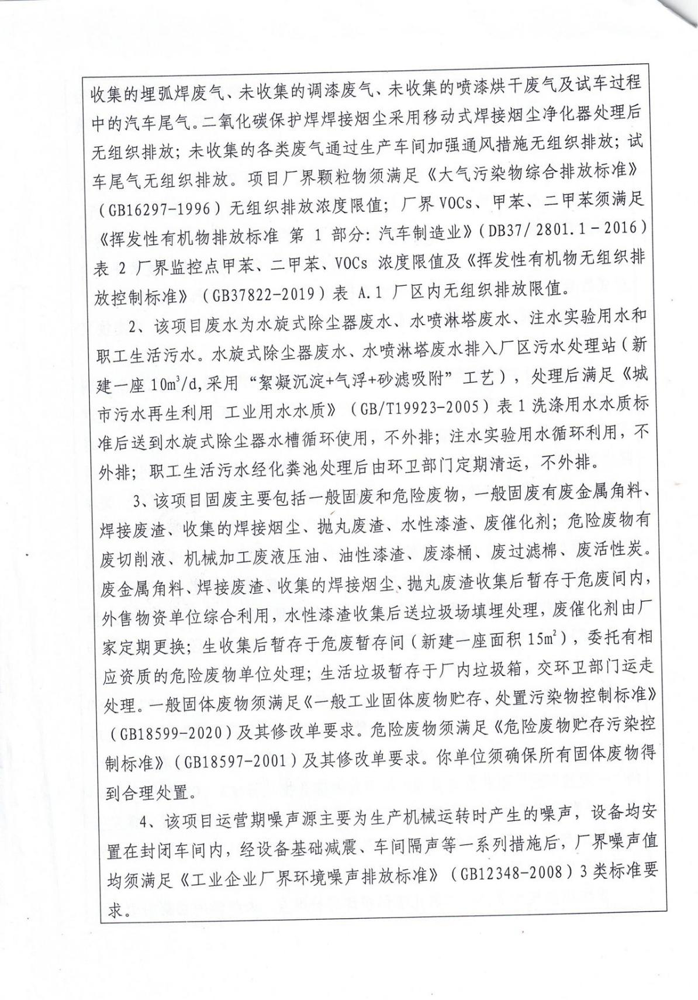 收集的埋弧焊废气、未收集的调漆废气、未收集的喷漆烘干废气及试车过程
中的汽车尾气。二氧化碳保护焊焊接烟尘采用移动式焊接烟尘净化器处理后
无组织排放；未收集的各类废气通过生产车间加强通风措施无组织排放；试
车尾气无组织排放。项目厂界颗粒物须满足《大气污染物综合排放标准》
（GB16297-1996）无组织排放浓度限值；厂界 VOCs、甲苯、二甲苯须满足
《挥发性有机物排放标准 第 1 部分：汽车制造业》（DB37/ 2801.1－2016）
表 2 厂界监控点甲苯、二甲苯、VOCs 浓度限值及《挥发性有机物无组织排
放控制标准》（GB37822-2019）表 A.1 厂区内无组织排放限值。
2、该项目废水为水旋式除尘器废水、水喷淋塔废水、注水实验用水和
职工生活污水。水旋式除尘器废水、水喷淋塔废水排入厂区污水处理站（新
建一座 10m³/d,采用“絮凝沉淀+气浮+砂滤吸附”工艺），处理后满足《城
市污水再生利用 工业用水水质》（GB/T19923-2005）表 1 洗涤用水水质标
准后送到水旋式除尘器水槽循环使用，不外排；注水实验用水循环利用，不
外排；职工生活污水经化粪池处理后由环卫部门定期清运，不外排。
3、该项目固废主要包括一般固废和危险废物，一般固废有废金属角料、
焊接废渣、收集的焊接烟尘、抛丸废渣、水性漆渣、废催化剂；危险废物有
废切削液、机械加工废液压油、油性漆渣、废漆桶、废过滤棉、废活性炭。
废金属角料、焊接废渣、收集的焊接烟尘、抛丸废渣收集后暂存于危废间内，
外售物资单位综合利用，水性漆渣收集后送垃圾场填埋处理，废催化剂由厂
家定期更换；生收集后暂存于危废暂存间（新建一座面积 15m²），委托有相
应资质的危险废物单位处理；生活垃圾暂存于厂内垃圾箱，交环卫部门运走
处理。一般固体废物须满足《一般工业固体废物贮存、处置污染物控制标准》
（GB18599-2020）及其修改单要求。危险废物须满足《危险废物贮存污染控
制标准》（GB18597-2001）及其修改单要求。你单位须确保所有固体废物得
到合理处置。
4、该项目运营期噪声源主要为生产机械运转时产生的噪声，设备均安
置在封闭车间内，经设备基础减震、车间隔声等一系列措施后，厂界噪声值
均须满足《工业企业厂界环境噪声排放标准》（GB12348-2008）3 类标准要
求。